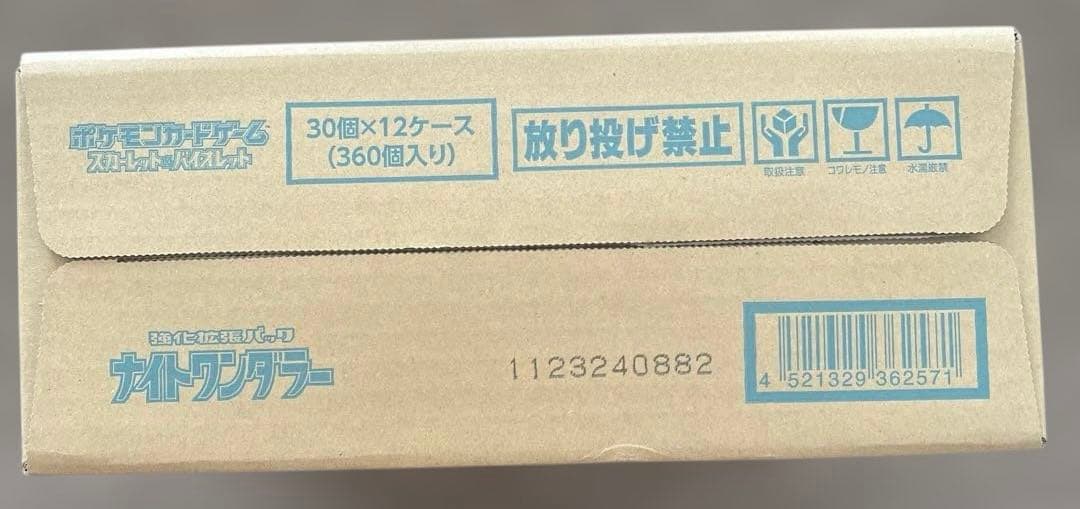 ポケモンカードゲーム
スカーレット&バイオレット
30個×12ケース
(360個入り)
放り投げ禁止
取扱注意
コワレモノ注意
水濡厳禁
強化拡張パック
ナイトワンダラー
1123240882
4 521329 362571